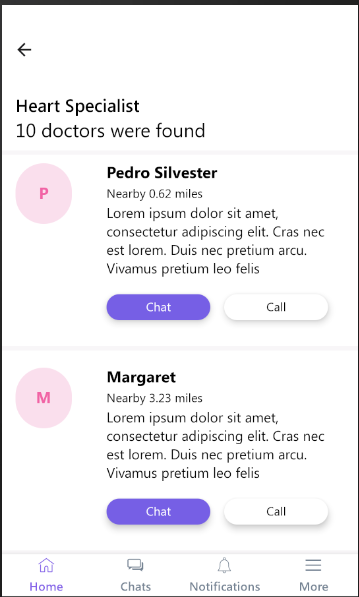 Heart Specialist
10 doctors were found
P
Pedro Silvester
Nearby 0.62 miles
Lorem ipsum dolor sit amet,
consectetur adipiscing elit. Cras nec
est lorem. Duis nec pretium arcu.
Vivamus pretium leo felis
Chat
Call
M
Margaret
Nearby 3.23 miles
Lorem ipsum dolor sit amet,
consectetur adipiscing elit. Cras nec
est lorem. Duis nec pretium arcu.
Vivamus pretium leo felis
Chat
Call
Home
Chats
Notifications
More